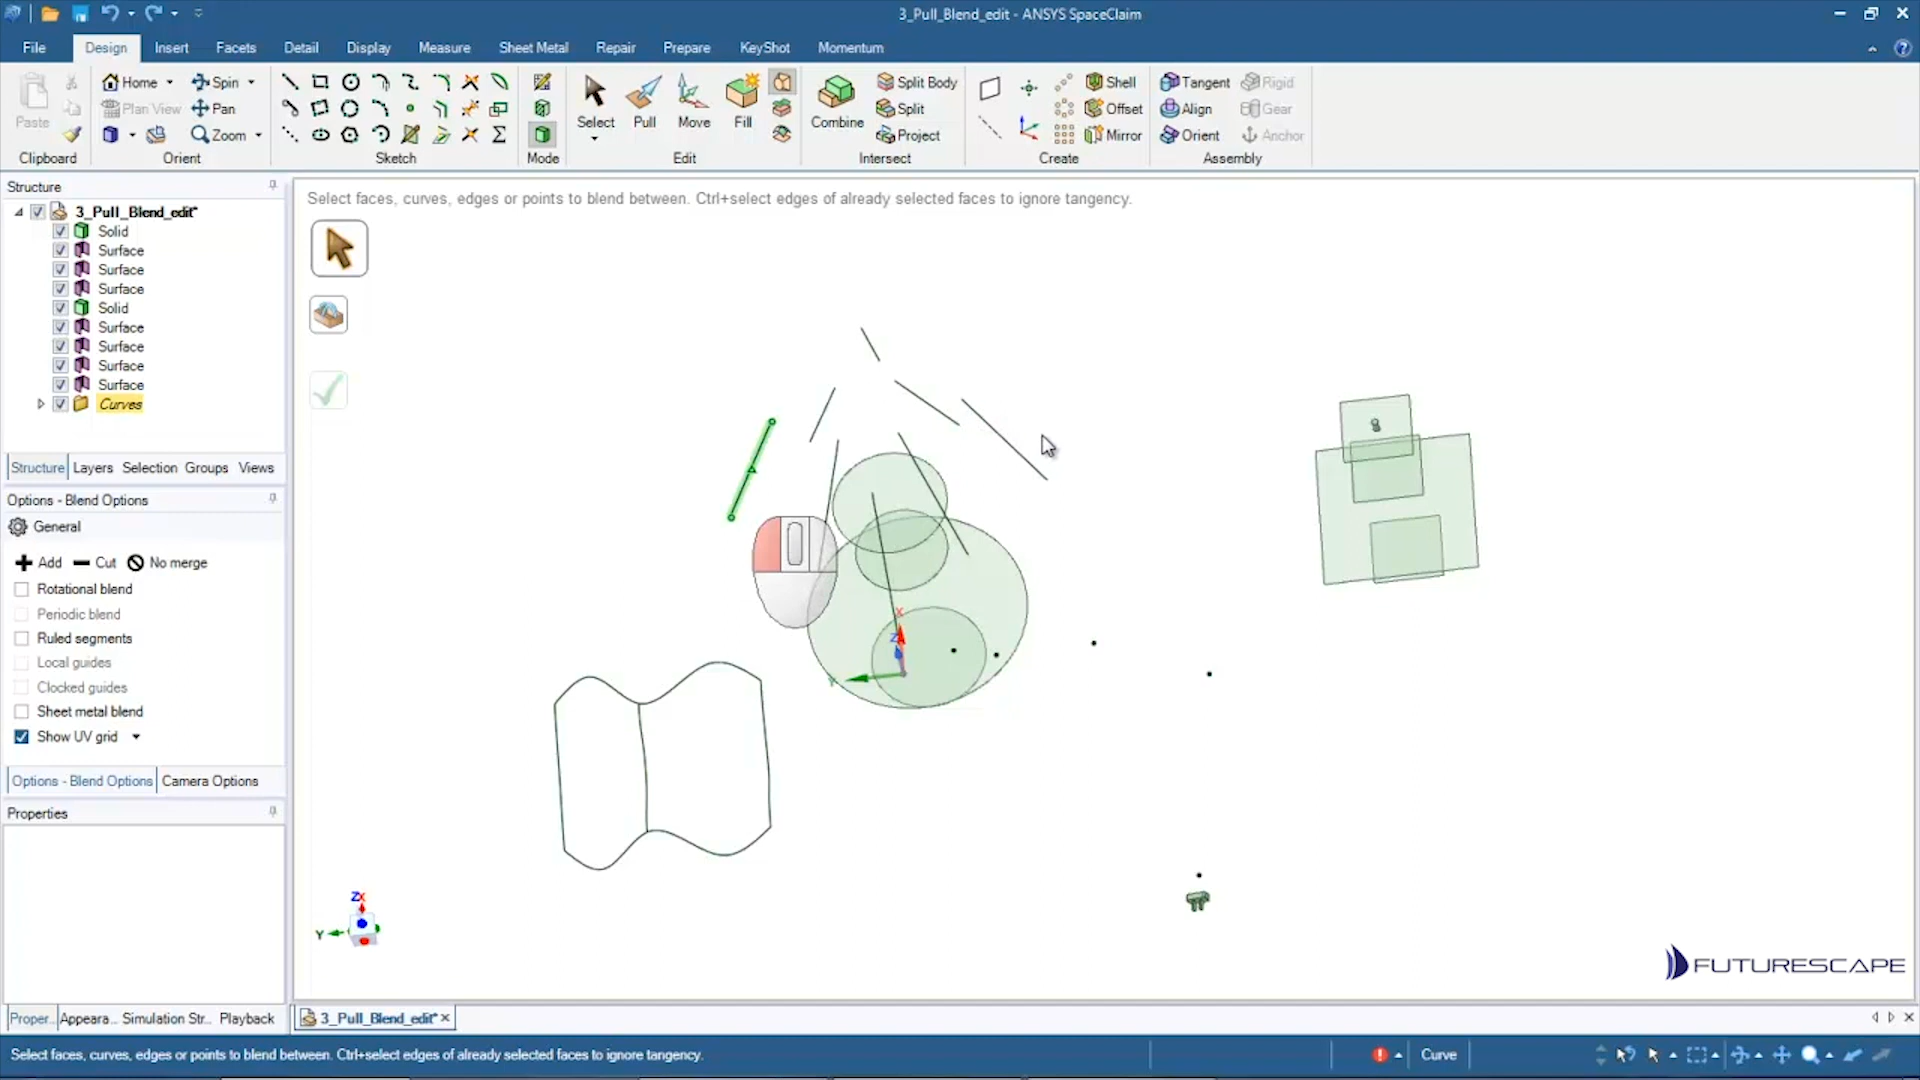 3_Pull_Blend_edit - ANSYS SpaceClaim
File Design Insert Facets Detail Display Measure Sheet Metal Repair Prepare KeyShot Momentum
Paste
Clipboard
Home Spin
Plan View Pan
Zoom
Orient
Sketch
Mode
Select Pull Move Fill
Edit
Combine
Split Body
Split
Project
Intersect
Shell
Offset
Mirror
Create
Tangent Rigid
Align Gear
Orient Anchor
Assembly
Structure
3_Pull_Blend_edit*
Solid
Surface
Surface
Surface
Solid
Surface
Surface
Surface
Surface
Curves
Structure Layers Selection Groups Views
Options - Blend Options
General
Add Cut No merge
Rotational blend
Periodic blend
Ruled segments
Local guides
Clocked guides
Sheet metal blend
Show UV grid
Options - Blend Options Camera Options
Properties
Proper... Appeara... Simulation Str... Playback
Select faces, curves, edges or points to blend between. Ctrl+select edges of already selected faces to ignore tangency.
X
Z
Y
ZX
Y
FUTURESCAPE
3_Pull_Blend_edit*
Select faces, curves, edges or points to blend between. Ctrl+select edges of already selected faces to ignore tangency.
Curve